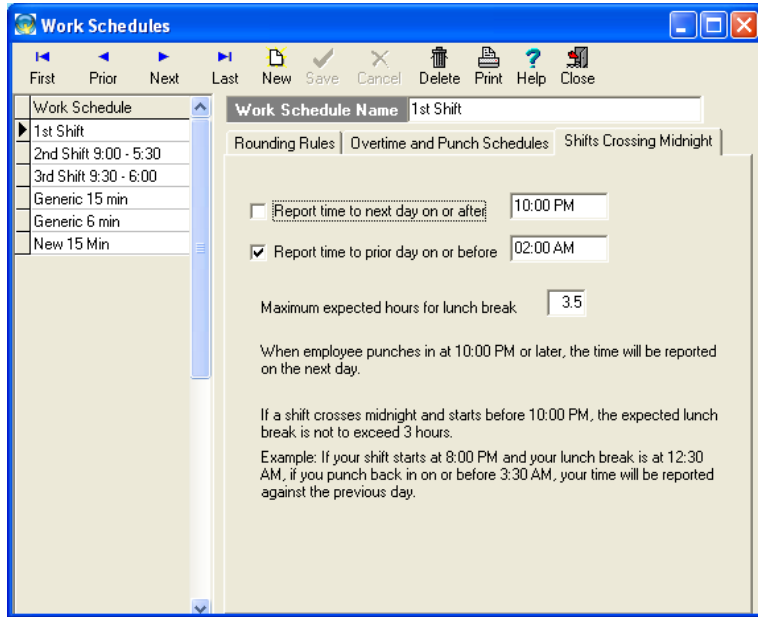 Work Schedules
First Prior Next Last New Save Cancel Delete Print Help Close
Work Schedule
1st Shift
2nd Shift 9:00 - 5:30
3rd Shift 9:30 - 6:00
Generic 15 min
Generic 6 min
New 15 Min
Work Schedule Name 1st Shift
Rounding Rules Overtime and Punch Schedules Shifts Crossing Midnight
Report time to next day on or after 10:00 PM
Report time to prior day on or before 02:00 AM
Maximum expected hours for lunch break 3.5
When employee punches in at 10:00 PM or later, the time will be reported
on the next day.
If a shift crosses midnight and starts before 10:00 PM, the expected lunch
break is not to exceed 3 hours.
Example: If your shift starts at 8:00 PM and your lunch break is at 12:30
AM, if you punch back in on or before 3:30 AM, your time will be reported
against the previous day.